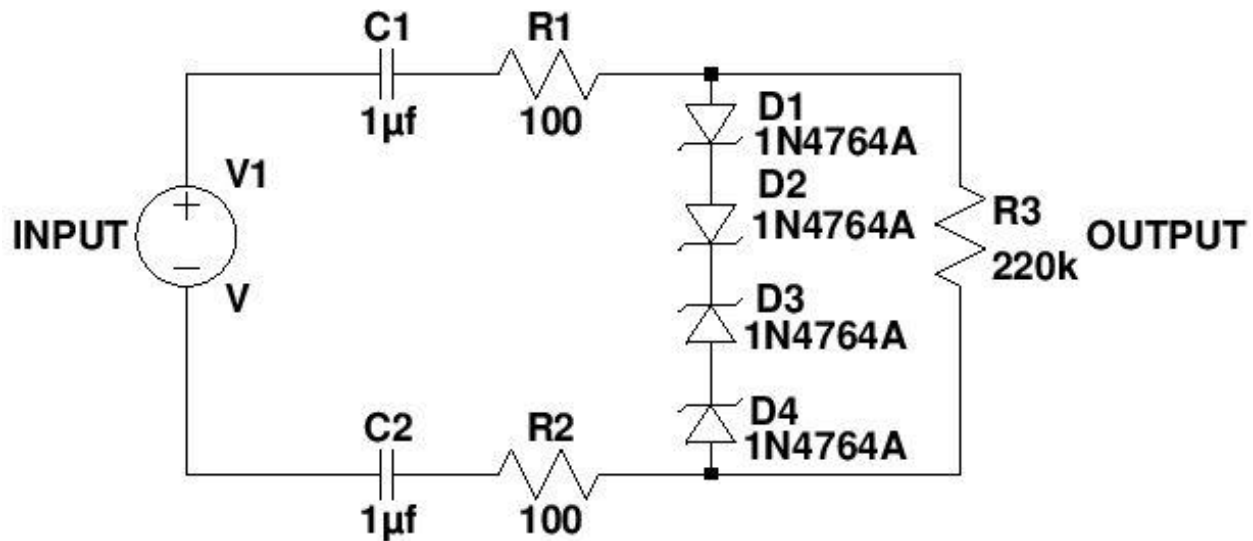 C1
R1
1µf
100
D1
1N4764A
V1
D2
1N4764A
INPUT
+
−
R3
220k
OUTPUT
V
D3
1N4764A
C2
R2
D4
1N4764A
1µf
100